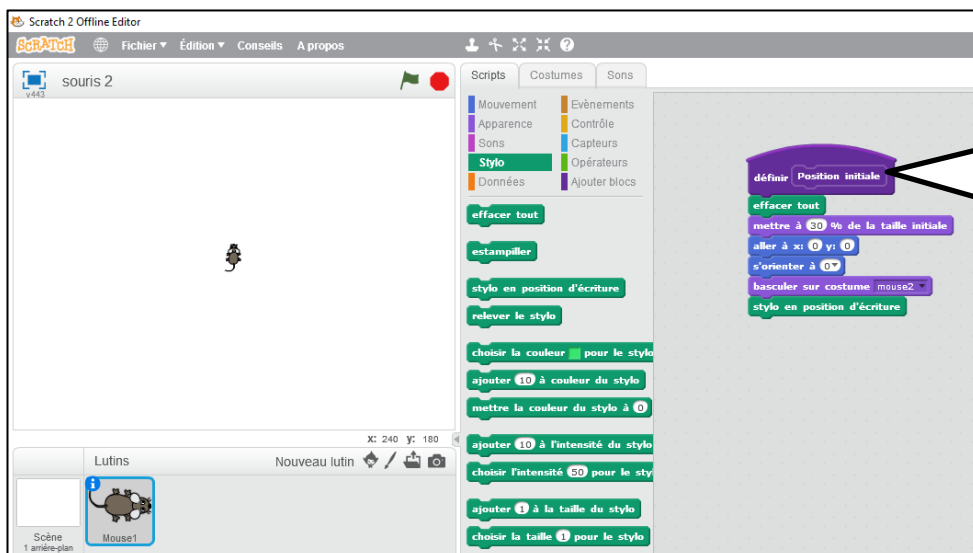 Scratch 2 Offline Editor
SCRATCH Fichier Édition Conseils A propos
v443
souris 2
Scripts Costumes Sons
Mouvement Evènements
Apparence Contrôle
Sons Capteurs
Stylo Opérateurs
Données Ajouter blocs
effacer tout
estampiller
stylo en position d'écriture
relever le stylo
choisir la couleur pour le stylo
ajouter 10 à couleur du stylo
mettre la couleur du stylo à 0
ajouter 10 à l'intensité du stylo
choisir l'intensité 50 pour le sty
ajouter 1 à la taille du stylo
choisir la taille 1 pour le stylo
définir Position initiale
effacer tout
mettre à 30 % de la taille initiale
aller à x: 0 y: 0
s'orienter à 0
basculer sur costume mouse2
stylo en position d'écriture
x: 240 y: 180
Lutins Nouveau lutin
Scène
1 arrière-plan
Mouse1